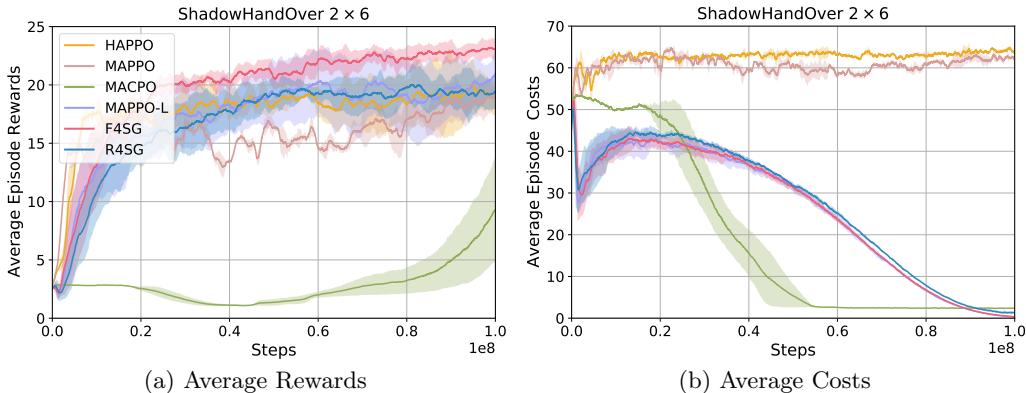 ShadowHandOver 2 × 6
25
20
15
10
5
0
Average Episode Rewards
HAPPO
MAPPO
MACPO
MAPPO-L
F4SG
R4SG
0.0 0.2 0.4 0.6 0.8 1.0
Steps
1e8
(a) Average Rewards
ShadowHandOver 2 × 6
70
60
50
40
30
20
10
0
Average Episode Costs
0.0 0.2 0.4 0.6 0.8 1.0
Steps
1e8
(b) Average Costs